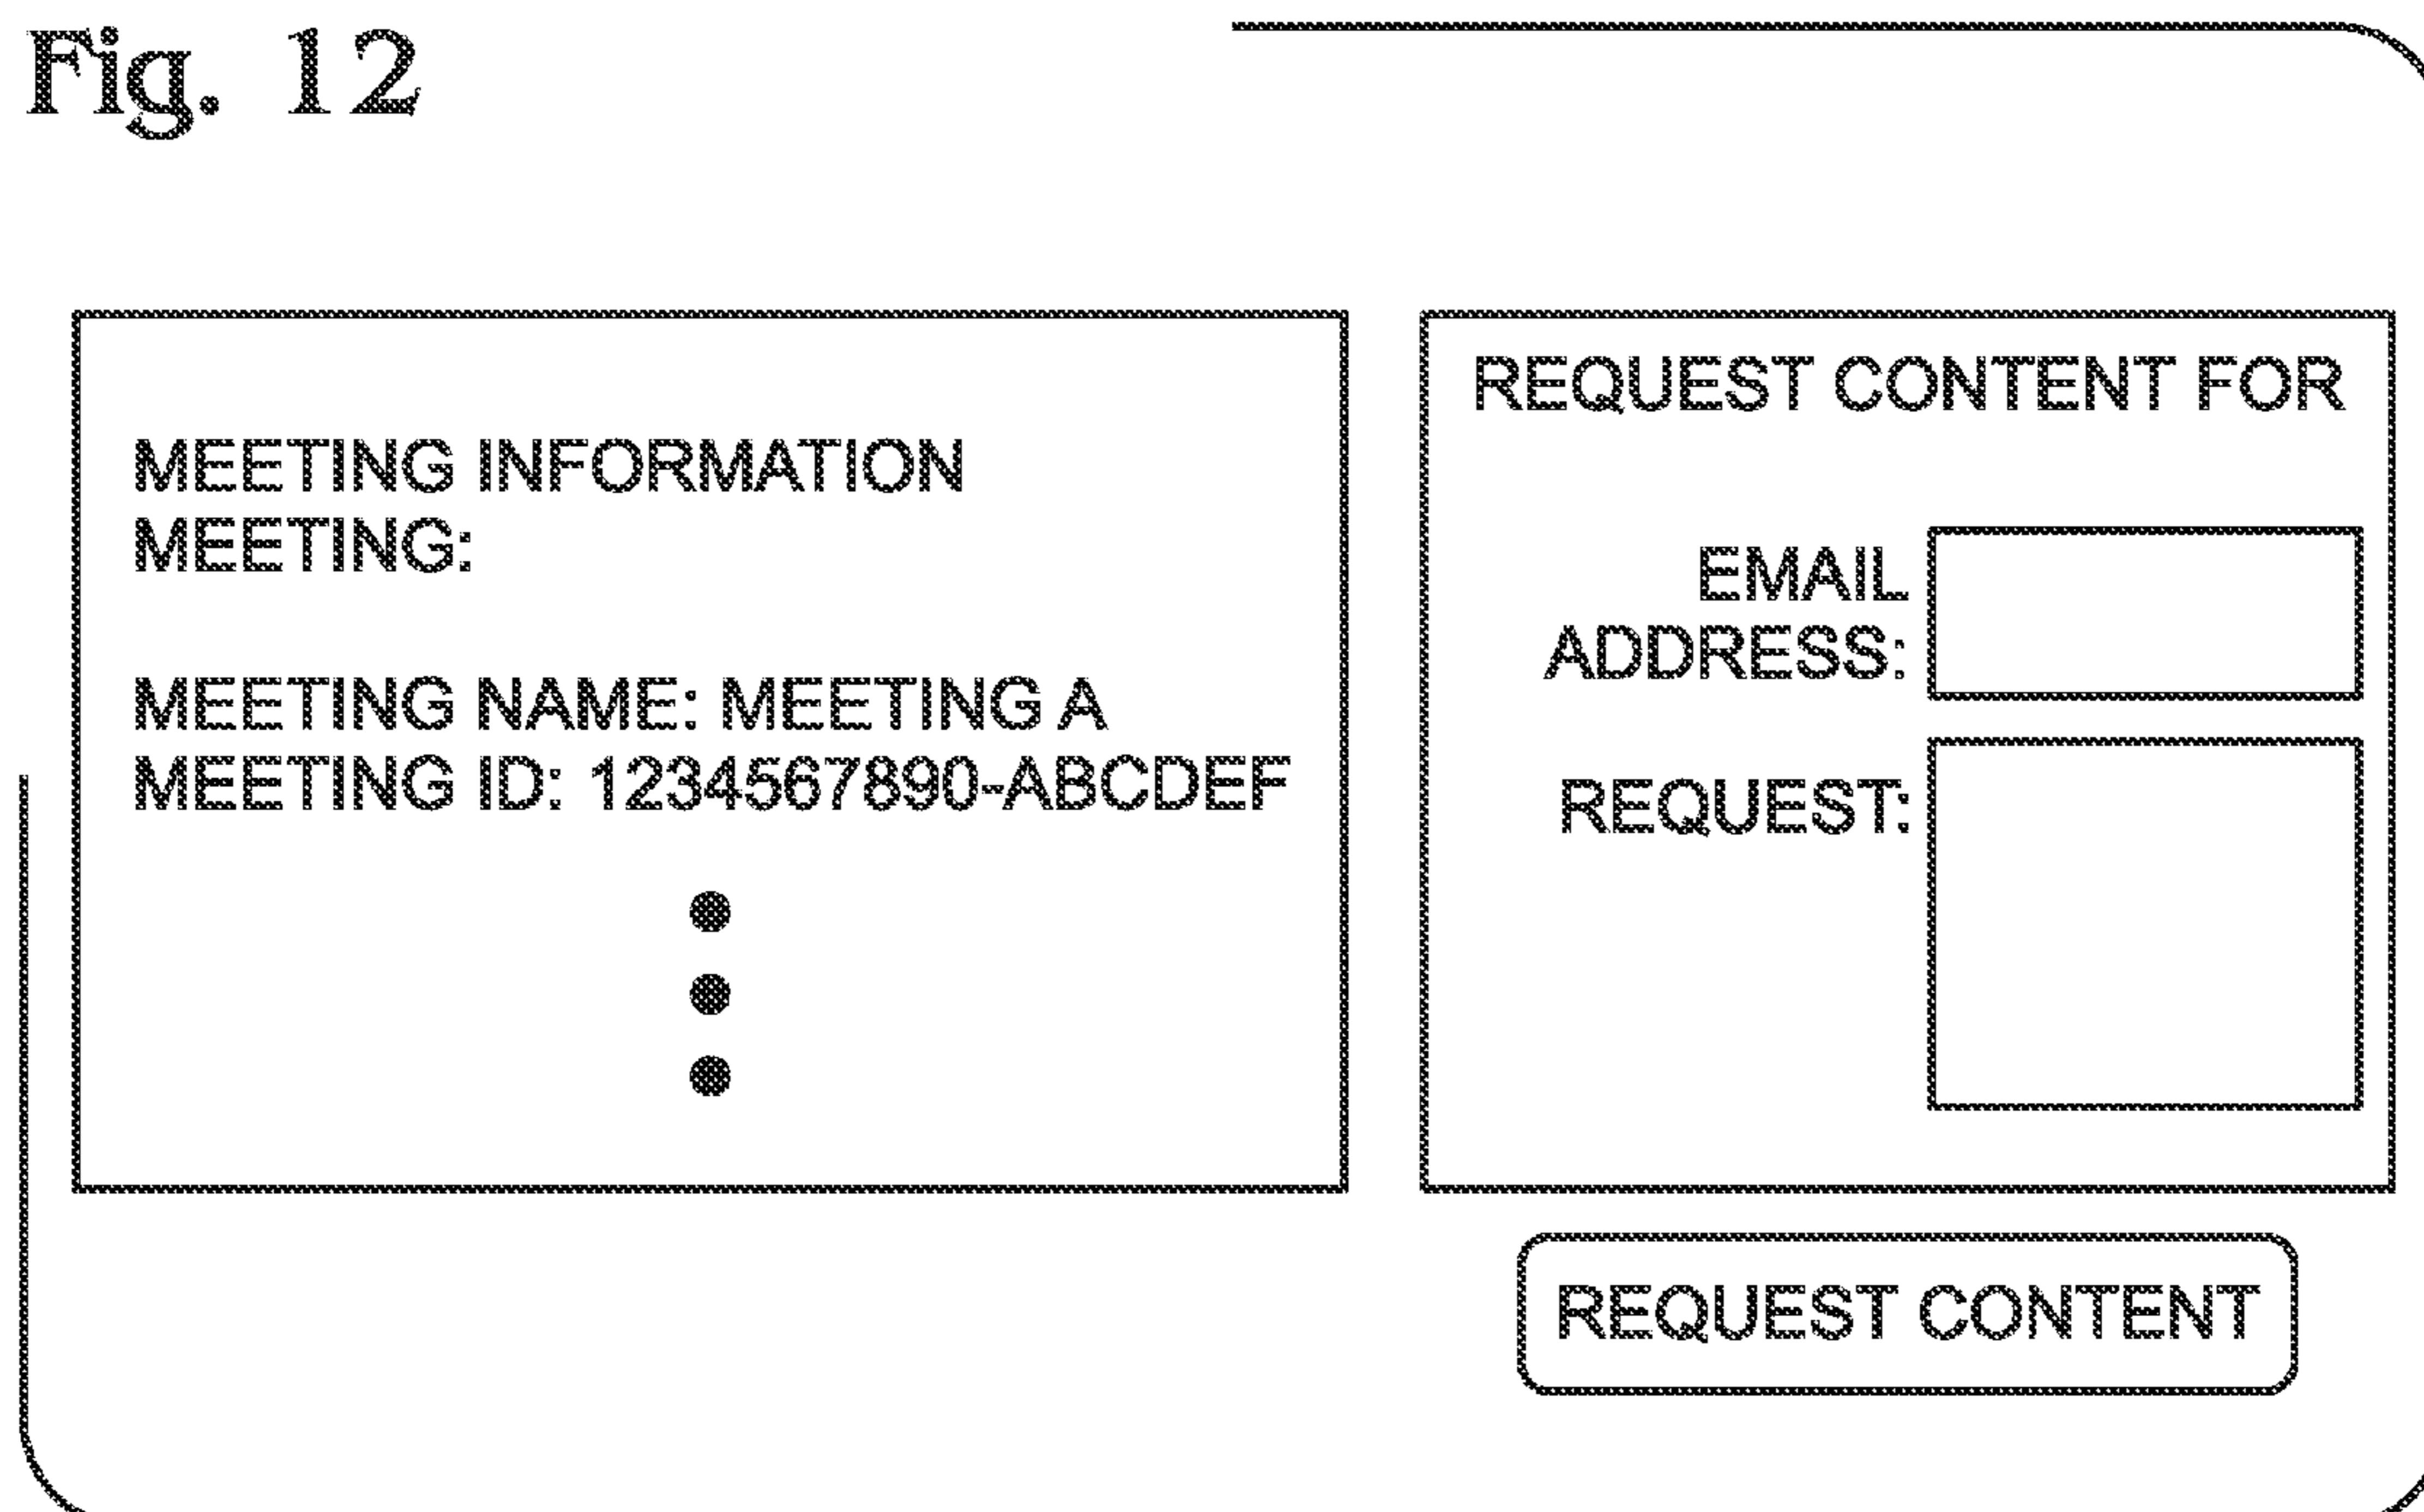 Fig. 12
MEETING INFORMATION
MEETING:
MEETING NAME: MEETING A
MEETING ID: 1234567890-ABCDEF
REQUEST CONTENT FOR
EMAIL
ADDRESS:
REQUEST:
REQUEST CONTENT